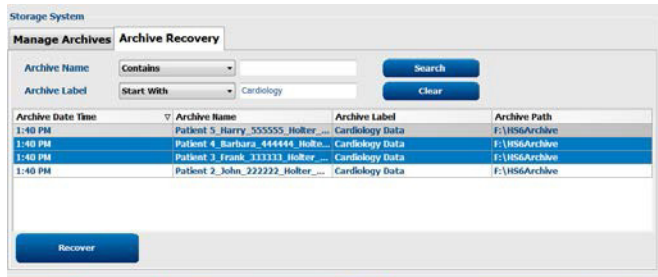 Storage System
Manage Archives Archive Recovery
Archive Name Contains Search
Archive Label Start With Cardiology Clear
Archive Date Time Archive Name Archive Label Archive Path
1:40 PM Patient 5_Harry_555555_Holter_... Cardiology Data F:\HS6Archive
1:40 PM Patient 4_Barbara_444444_Holte... Cardiology Data F:\HS6Archive
1:40 PM Patient 3_Frank_333333_Holter_... Cardiology Data F:\HS6Archive
1:40 PM Patient 2_John_222222_Holter_... Cardiology Data F:\HS6Archive
Recover